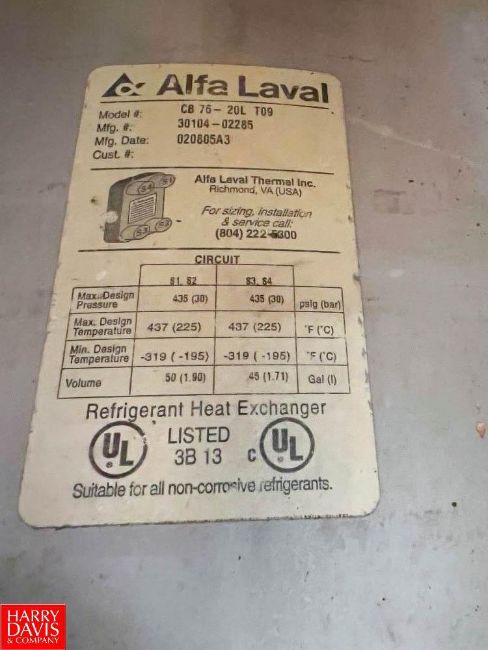 Alfa Laval
Model #: CB 76-20L T09
Mfg. #: 30104-02285
Mfg. Date: 020805A3
Cust. #:
S4 S1
S3 S2
Alfa Laval Thermal Inc.
Richmond, VA (USA)
For sizing, installation
& service call:
(804) 222-5300
CIRCUIT
S1, S2 S3, S4
Max. Design Pressure 435 (30) 435 (30) psig (bar)
Max. Design Temperature 437 (225) 437 (225) °F (°C)
Min. Design Temperature -319 (-195) -319 (-195) °F (°C)
Volume 50 (1.90) 45 (1.71) Gal (l)
Refrigerant Heat Exchanger
UL LISTED C UL
3B 13
Suitable for all non-corrosive refrigerants.
HARRY
DAVIS
& COMPANY